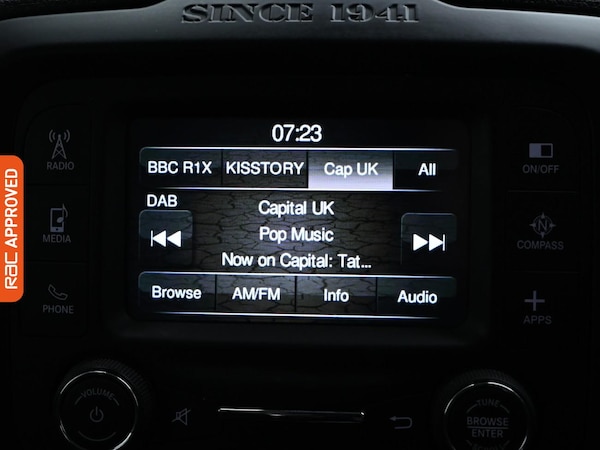 SINCE 1941
07:23
RADIO
BBC R1X KISSTORY Cap UK All
ON/OFF
DAB
Capital UK
MEDIA
Pop Music
COMPASS
Now on Capital: Tat...
PHONE
Browse AM/FM Info Audio
APPS
RAC APPROVED
VOLUME
TUNE
BROWSE
ENTER